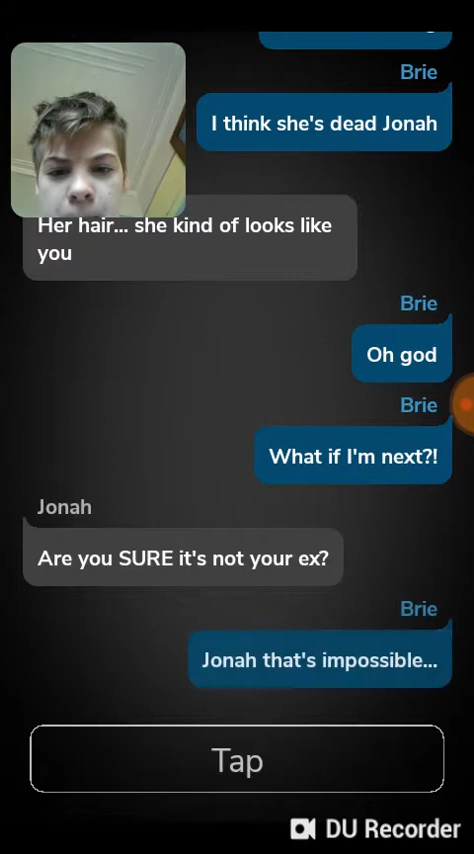 Brie
I think she's dead Jonah
Her hair... she kind of looks like
you
Brie
Oh god
Brie
What if I'm next?!
Jonah
Are you SURE it's not your ex?
Brie
Jonah that's impossible...
Tap
DU Recorder